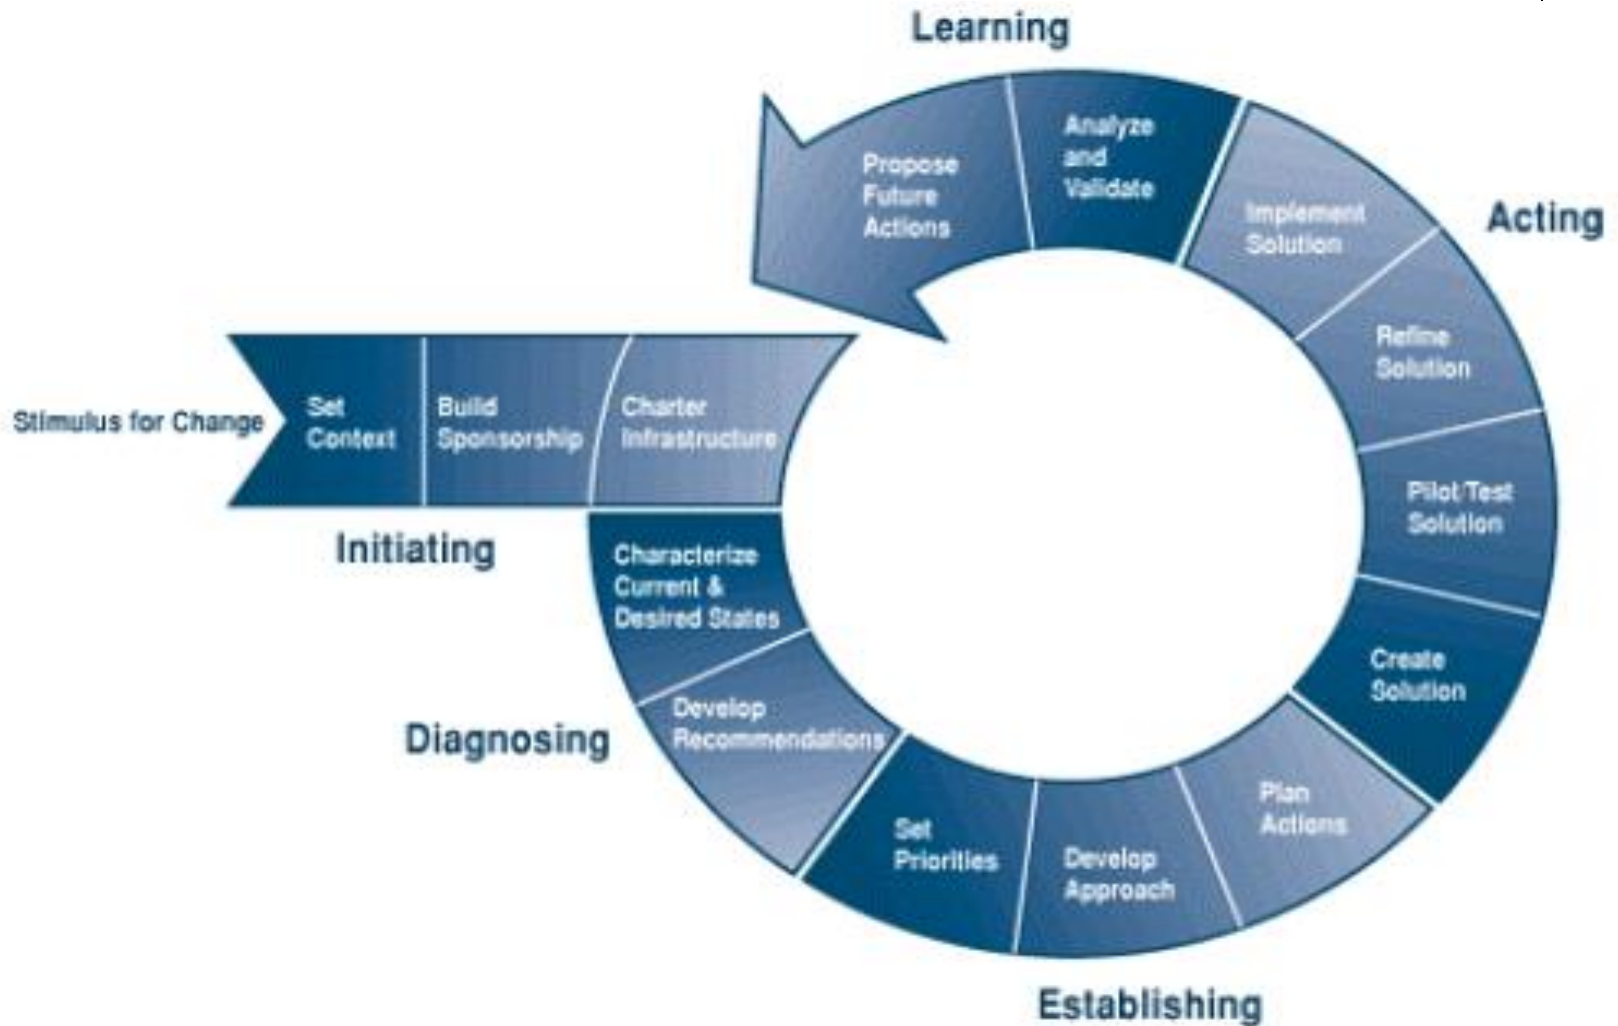 Stimulus for Change
Set
Context
Build
Sponsorship
Charter
Infrastructure
Initiating
Characterize
Current &
Desired States
Develop
Recommendations
Diagnosing
Set
Priorities
Develop
Approach
Plan
Actions
Establishing
Create
Solution
Pilot/Test
Solution
Refine
Solution
Implement
Solution
Acting
Analyze
and
Validate
Propose
Future
Actions
Learning